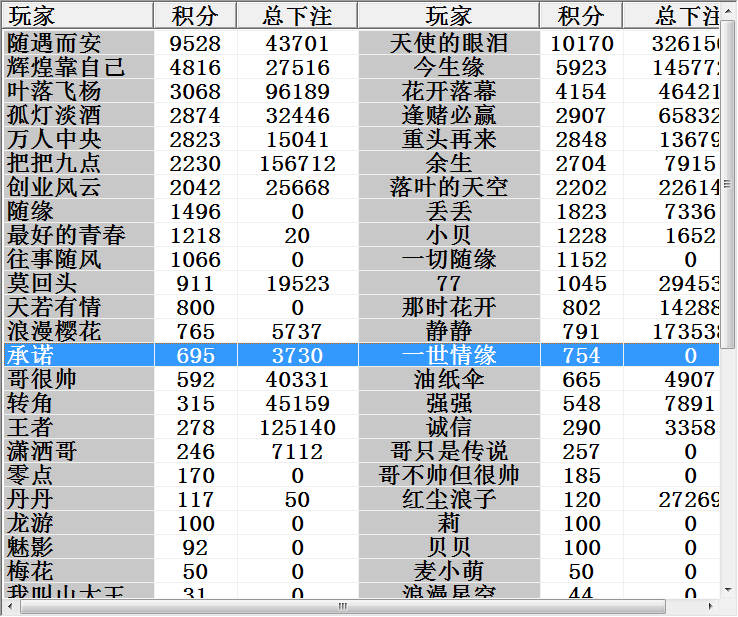 玩家 积分 总下注 玩家 积分 总下注
随遇而安 9528 43701 天使的眼泪 10170 326150
辉煌靠自己 4816 27516 今生缘 5923 145772
叶落飞杨 3068 96189 花开落幕 4154 46421
孤灯淡酒 2874 32446 逢赌必赢 2907 65832
万人中央 2823 15041 重头再来 2848 13679
把把九点 2230 156712 余生 2704 7915
创业风云 2042 25668 落叶的天空 2202 22614
随缘 1496 0 丢丢 1823 7336
最好的青春 1218 20 小贝 1228 1652
往事随风 1066 0 一切随缘 1152 0
莫回头 911 19523 77 1045 29453
天若有情 800 0 那时花开 802 14288
浪漫樱花 765 5737 静静 791 173538
承诺 695 3730 一世情缘 754 0
哥很帅 592 40331 油纸伞 665 4907
转角 315 45159 强强 548 7891
王者 278 125140 诚信 290 3358
潇洒哥 246 7112 哥只是传说 257 0
零点 170 0 哥不帅但很帅 185 0
丹丹 117 50 红尘浪子 120 27269
龙游 100 0 莉 100 0
魅影 92 0 贝贝 100 0
梅花 50 0 麦小萌 50 0
我叫山大王 31 0 浪漫星空 44 0